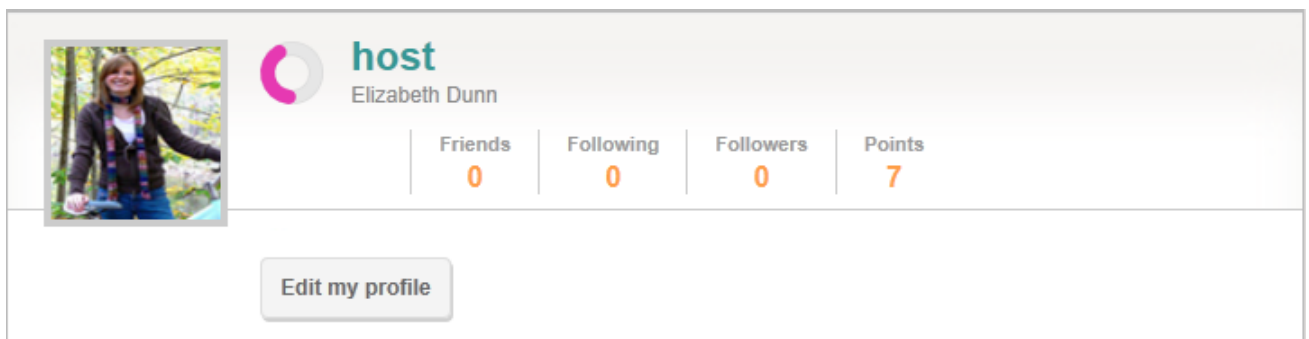 host
Elizabeth Dunn
Friends Following Followers Points
0 0 0 7
Edit my profile